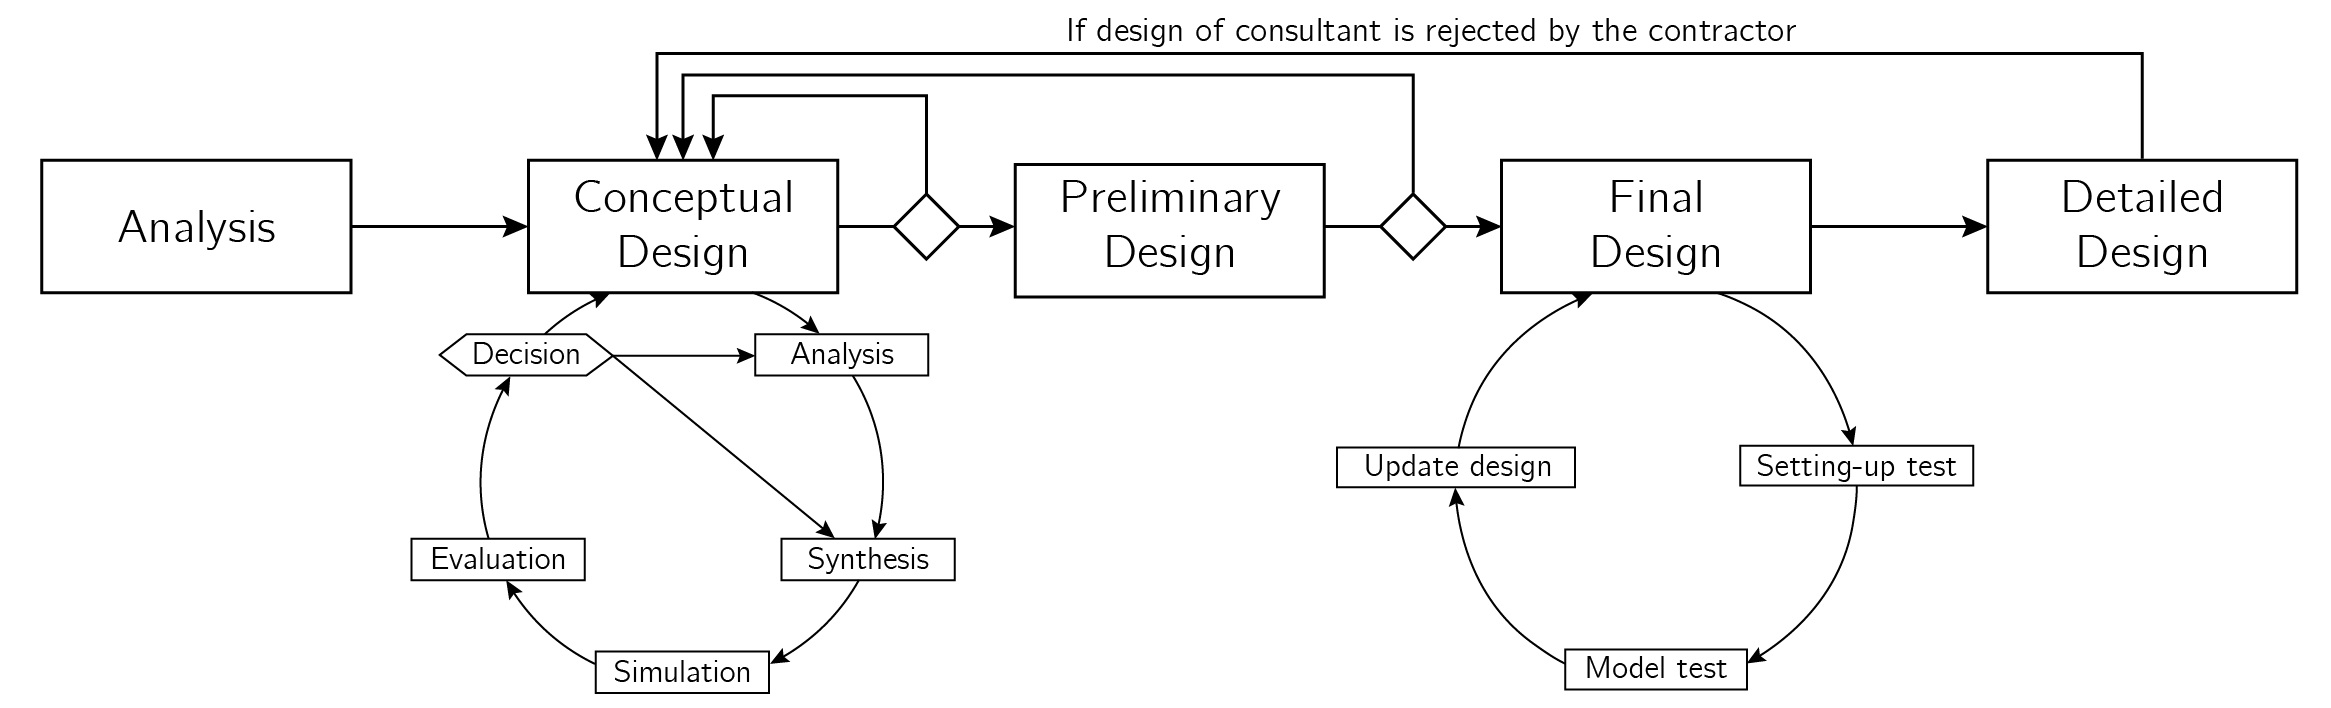 If design of consultant is rejected by the contractor
Analysis
Conceptual
Design
Preliminary
Design
Final
Design
Detailed
Design
Decision
Analysis
Evaluation
Synthesis
Simulation
Update design
Setting-up test
Model test